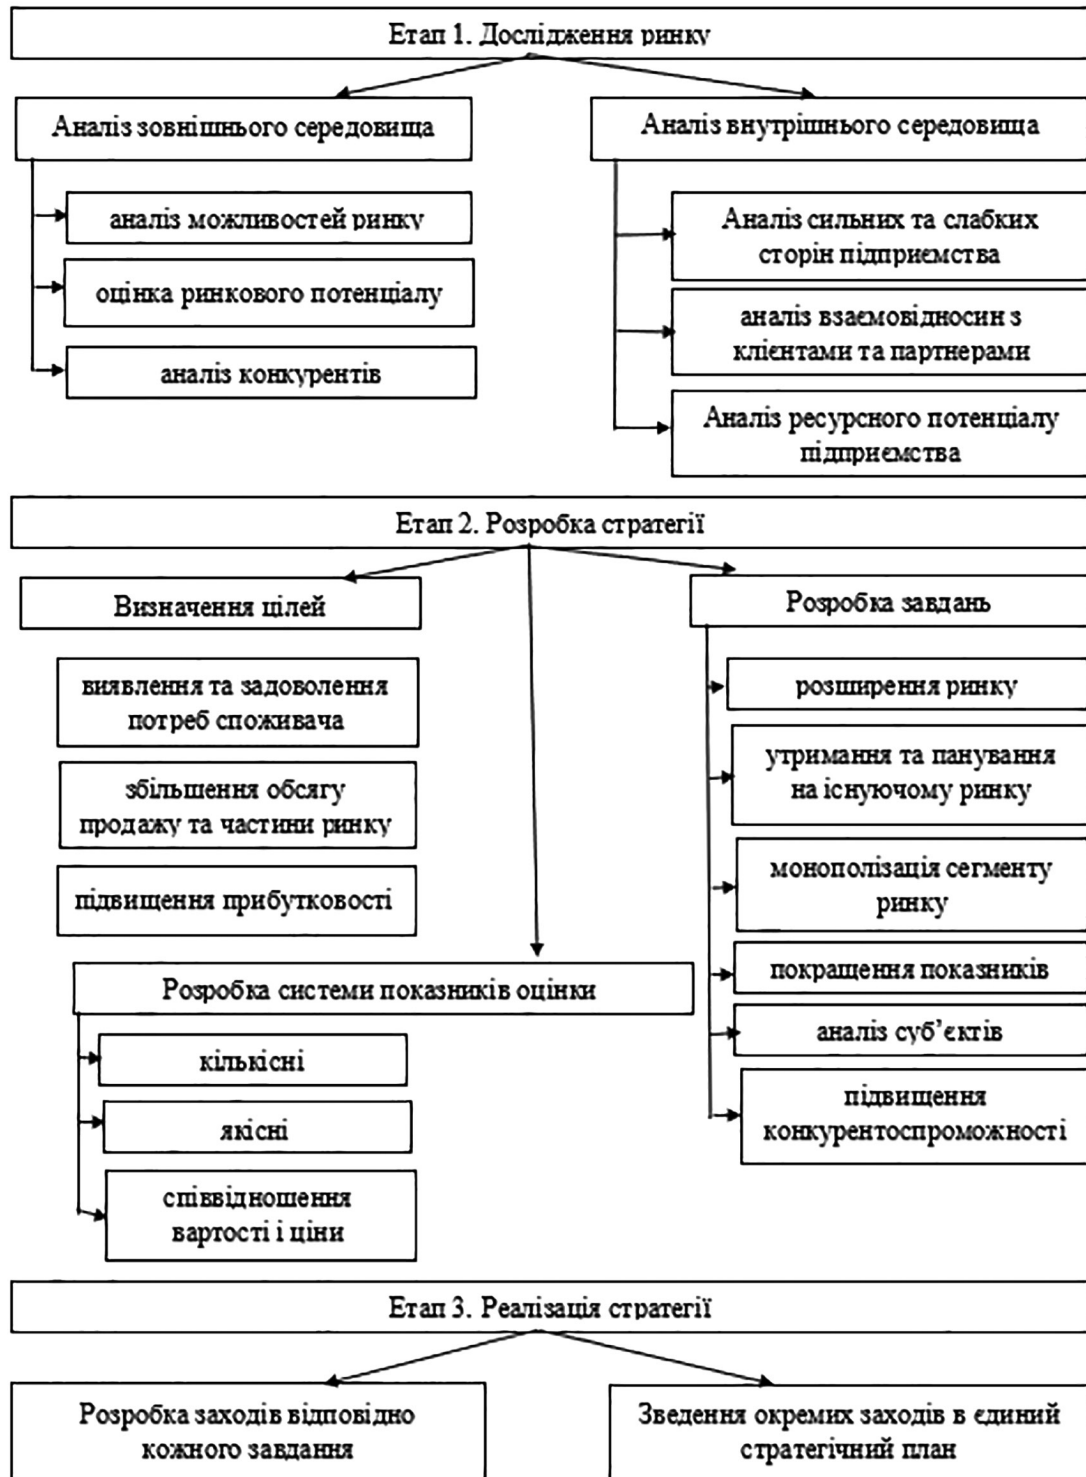 Етап 1. Дослідження ринку
Аналіз зовнішнього середовища
аналіз можливостей ринку
оцінка ринкового потенціалу
аналіз конкурентів
Аналіз внутрішнього середовища
Аналіз сильних та слабких
сторін підприємства
аналіз взаємовідносин з
клієнтами та партнерами
Аналіз ресурсного потенціалу
підприємства
Етап 2. Розробка стратегії
Визначення цілей
виявлення та задоволення
потреб споживача
збільшення обсягу
продажу та частини ринку
підвищення прибутковості
Розробка системи показників оцінки
кількісні
якісні
співвідношення
вартості і ціни
Розробка завдань
розширення ринку
утримання та панування
на існуючому ринку
монополізація сегменту
ринку
покращення показників
аналіз суб’єктів
підвищення
конкурентоспроможності
Етап 3. Реалізація стратегії
Розробка заходів відповідно
кожного завдання
Зведення окремих заходів в єдиний
стратегічний план